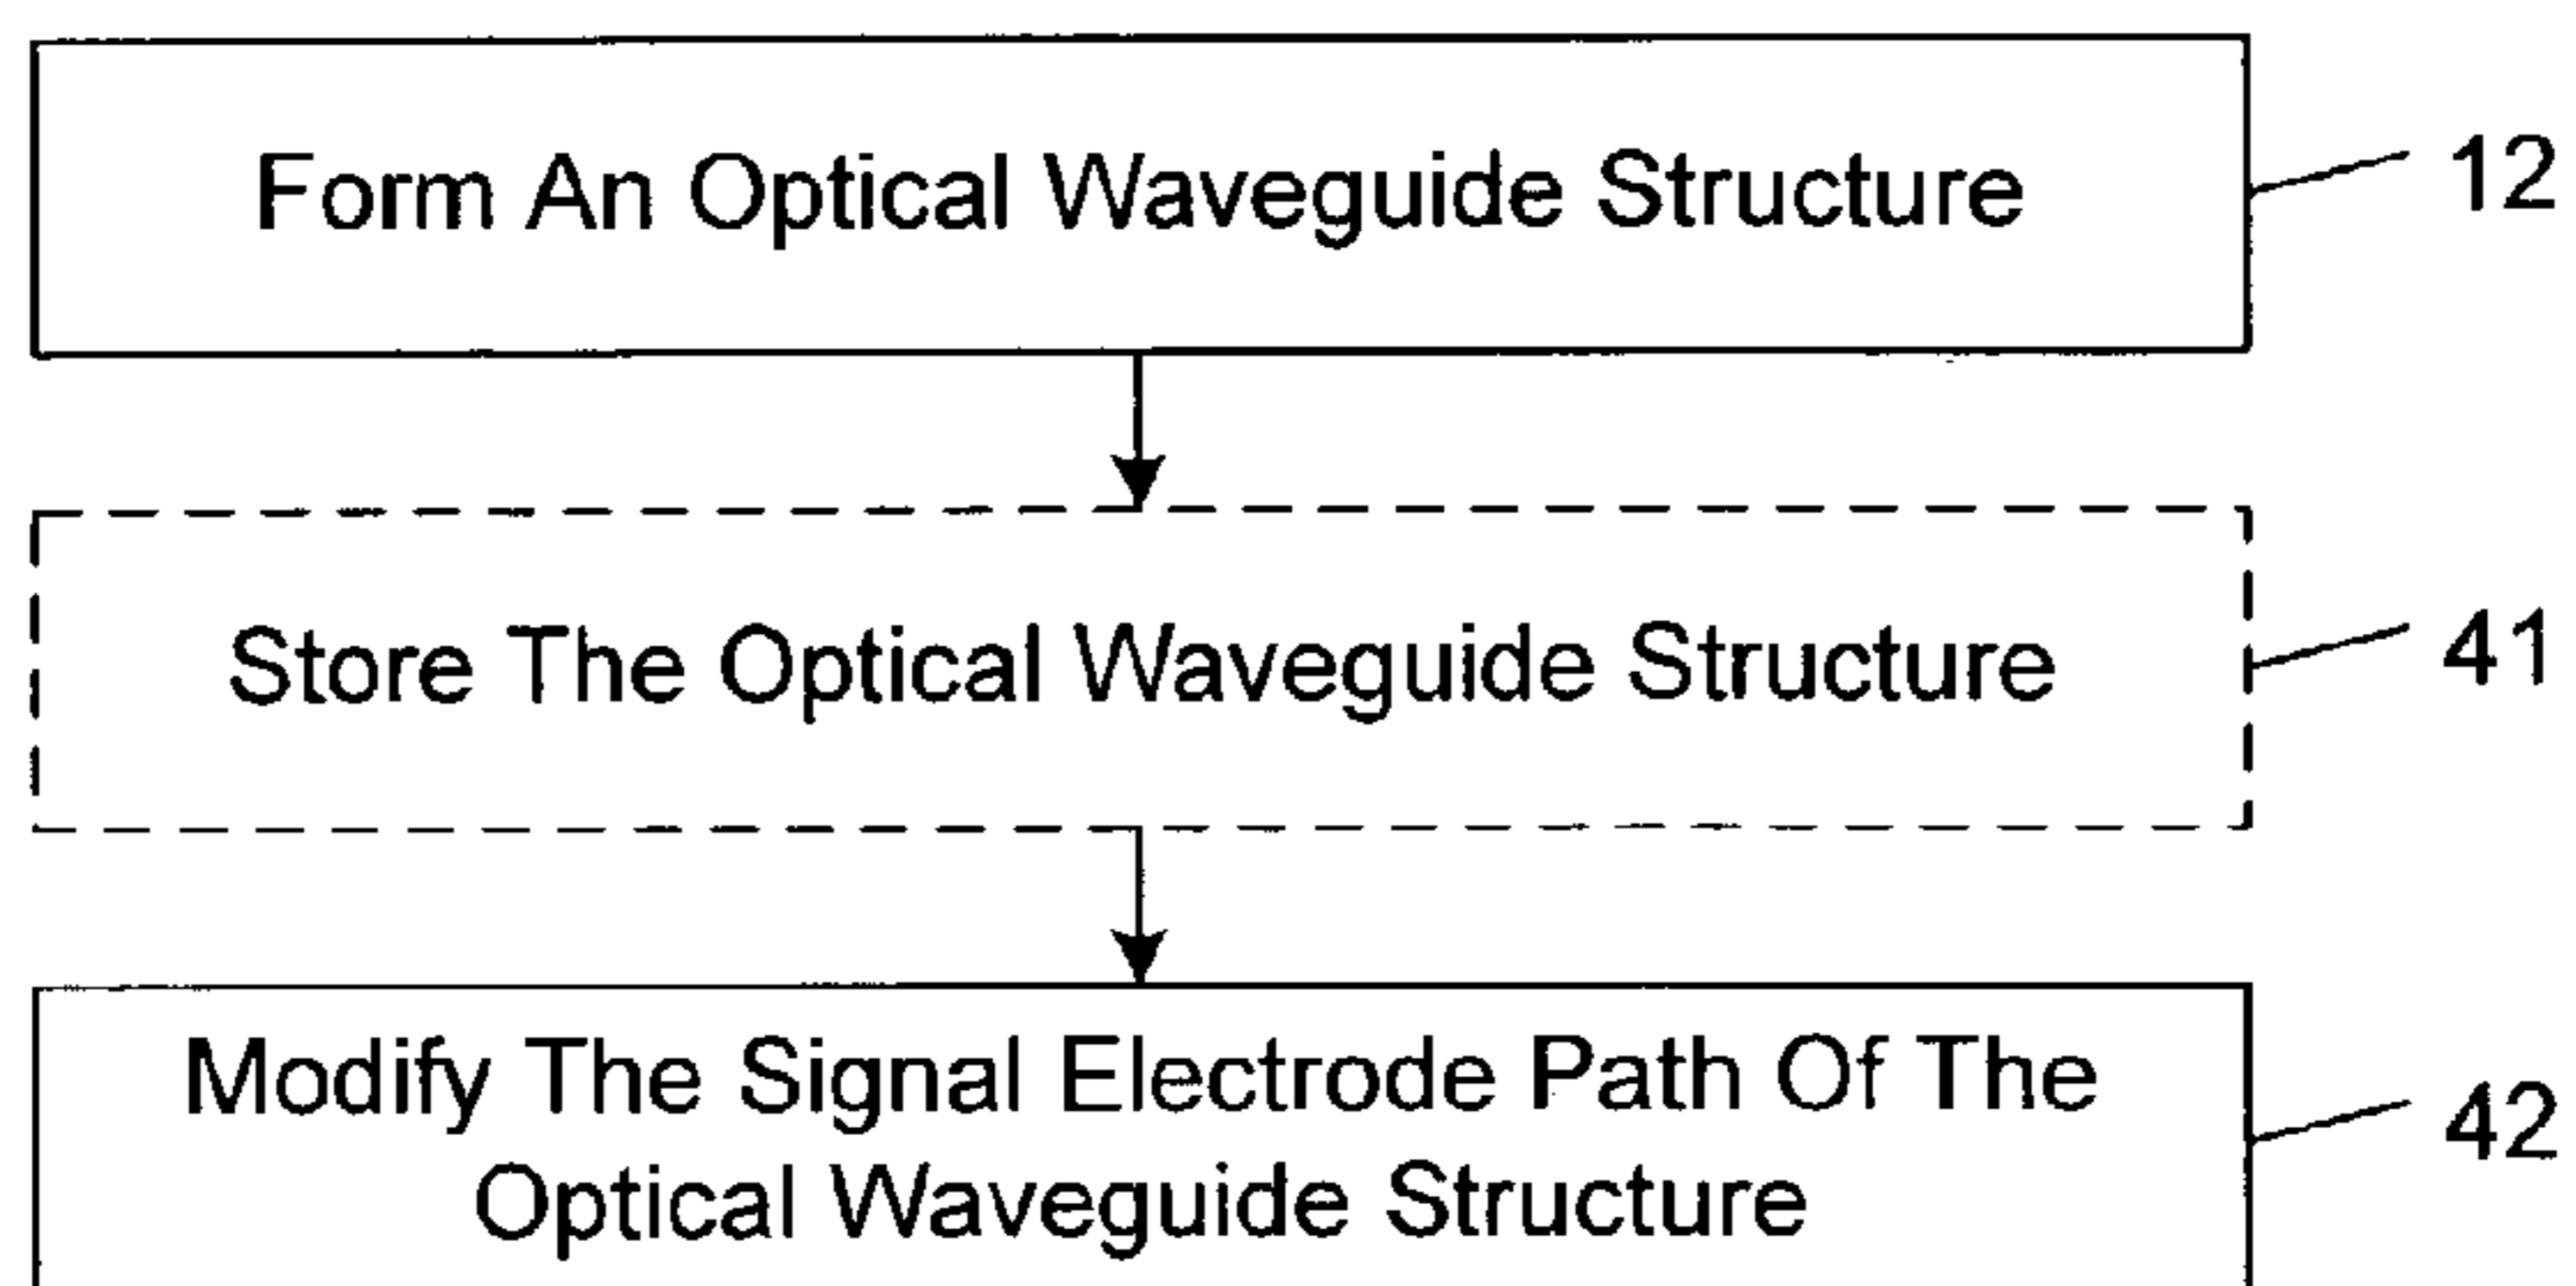 Form An Optical Waveguide Structure
12
Store The Optical Waveguide Structure
41
Modify The Signal Electrode Path Of The
Optical Waveguide Structure
42